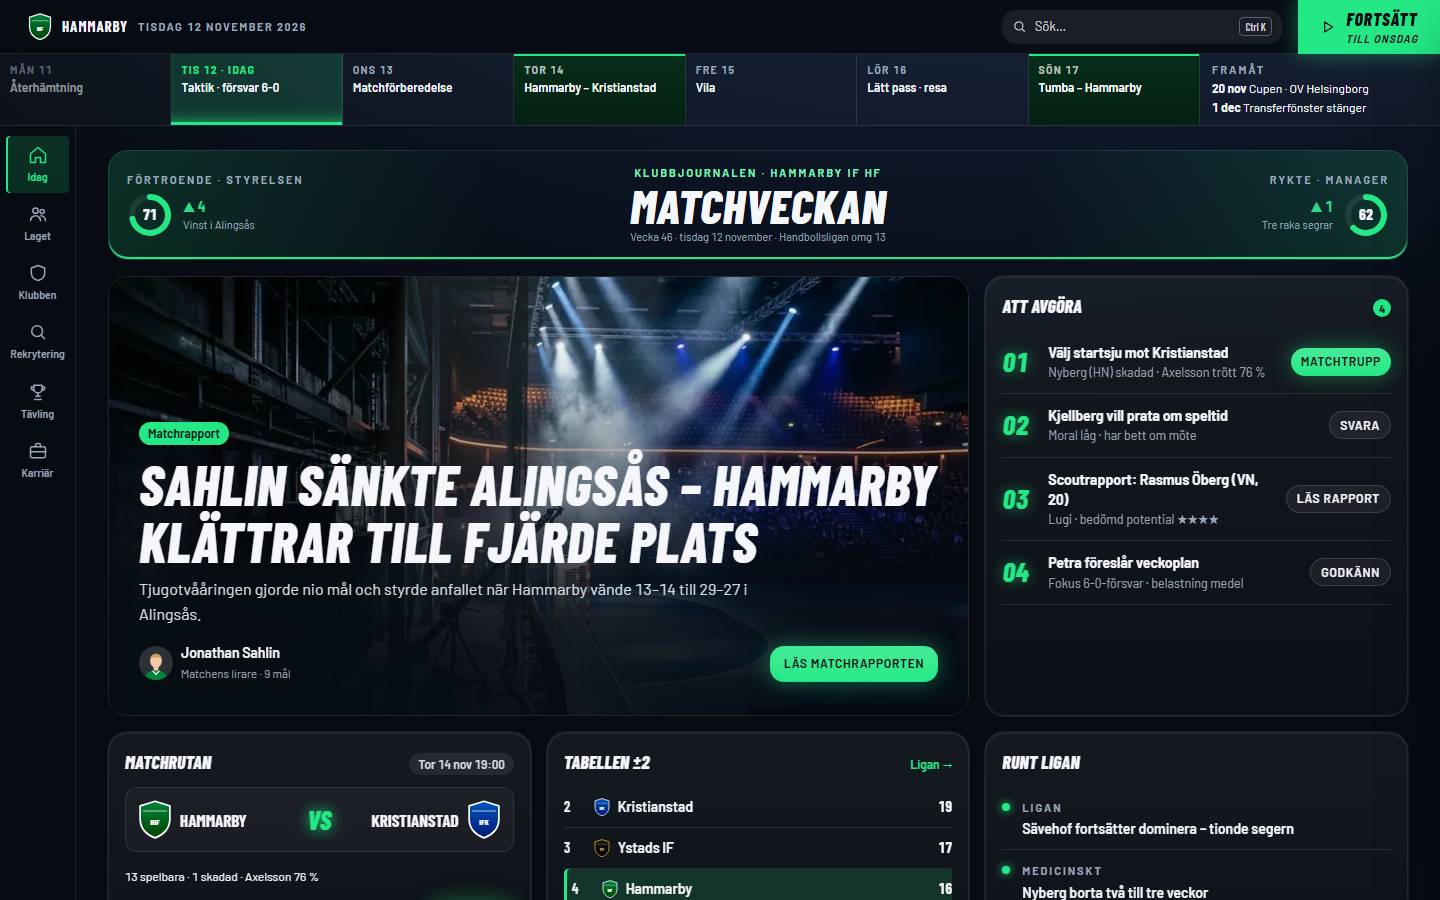 HAMMARBY TISDAG 12 NOVEMBER 2026
Sök... Ctrl K
FORTSÄTT
TILL ONSDAG
MÅN 11
Återhämtning
TIS 12 · IDAG
Taktik · försvar 6-0
ONS 13
Matchförberedelse
TOR 14
Hammarby – Kristianstad
FRE 15
Vila
LÖR 16
Lätt pass · resa
SÖN 17
Tumba – Hammarby
FRAMÅT
20 nov Cupen · OV Helsingborg
1 dec Transferfönster stänger
Idag
Laget
Klubben
Rekrytering
Tävling
Karriär
FÖRTROENDE · STYRELSEN
71
▲4
Vinst i Alingsås
KLUBBJOURNALEN · HAMMARBY IF HF
MATCHVECKAN
Vecka 46 · tisdag 12 november · Handbollsligan omg 13
RYKTE · MANAGER
▲1
Tre raka segrar
62
Matchrapport
SAHLIN SÄNKTE ALINGSÅS – HAMMARBY
KLÄTTRAR TILL FJÄRDE PLATS
Tjugotvååringen gjorde nio mål och styrde anfallet när Hammarby vände 13–14 till 29–27 i
Alingsås.
Jonathan Sahlin
Matchens lirare · 9 mål
LÄS MATCHRAPPORTEN
ATT AVGÖRA
4
01
Välj startsju mot Kristianstad
Nyberg (HN) skadad · Axelsson trött 76 %
MATCHTRUPP
02
Kjellberg vill prata om speltid
Moral låg · har bett om möte
SVARA
03
Scoutrapport: Rasmus Öberg (VN,
20)
Lugi · bedömd potential ★★★★
LÄS RAPPORT
04
Petra föreslår veckoplan
Fokus 6-0-försvar · belastning medel
GODKÄNN
MATCHRUTAN
Tor 14 nov 19:00
HAMMARBY VS KRISTIANSTAD IFK
13 spelbara · 1 skadad · Axelsson 76 %
TABELLEN ±2
Ligan →
2 Kristianstad 19
3 Ystads IF 17
4 Hammarby 16
RUNT LIGAN
LIGAN
Sävehof fortsätter dominera – tionde segern
MEDICINSKT
Nyberg borta två till tre veckor